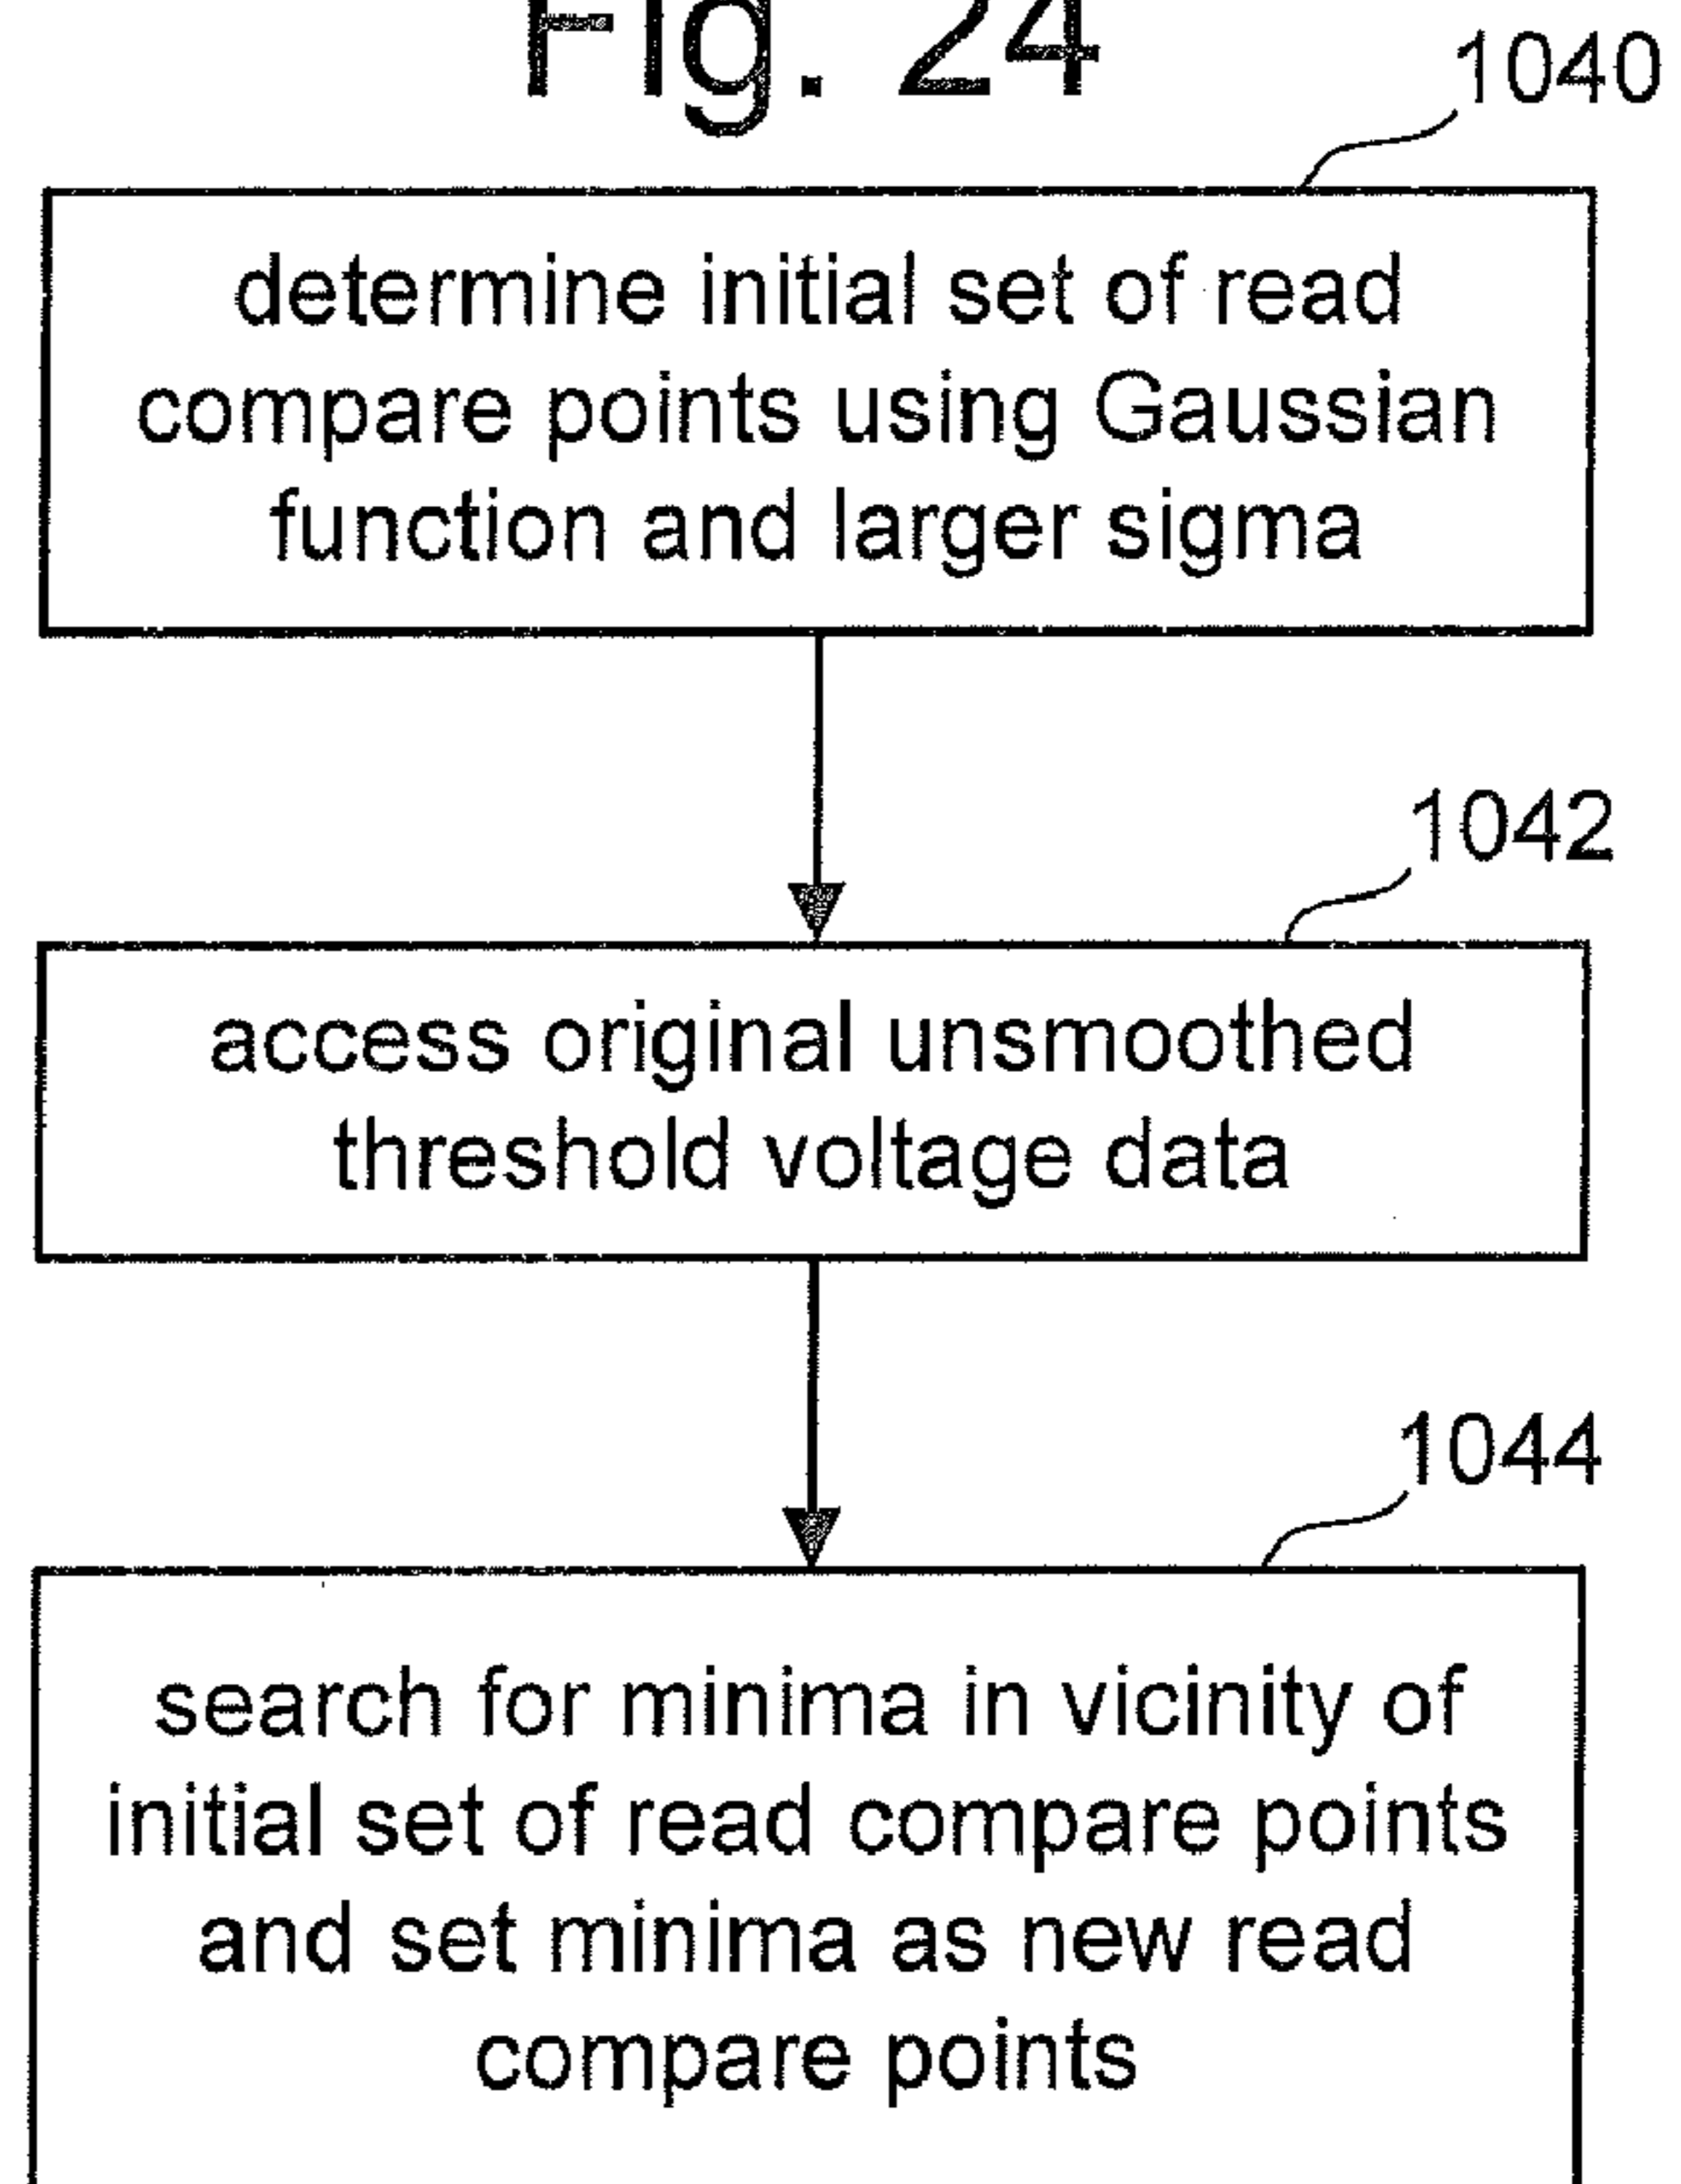 Fig. 24
1040
determine initial set of read
compare points using Gaussian
function and larger sigma
1042
access original unsmoothed
threshold voltage data
1044
search for minima in vicinity of
initial set of read compare points
and set minima as new read
compare points